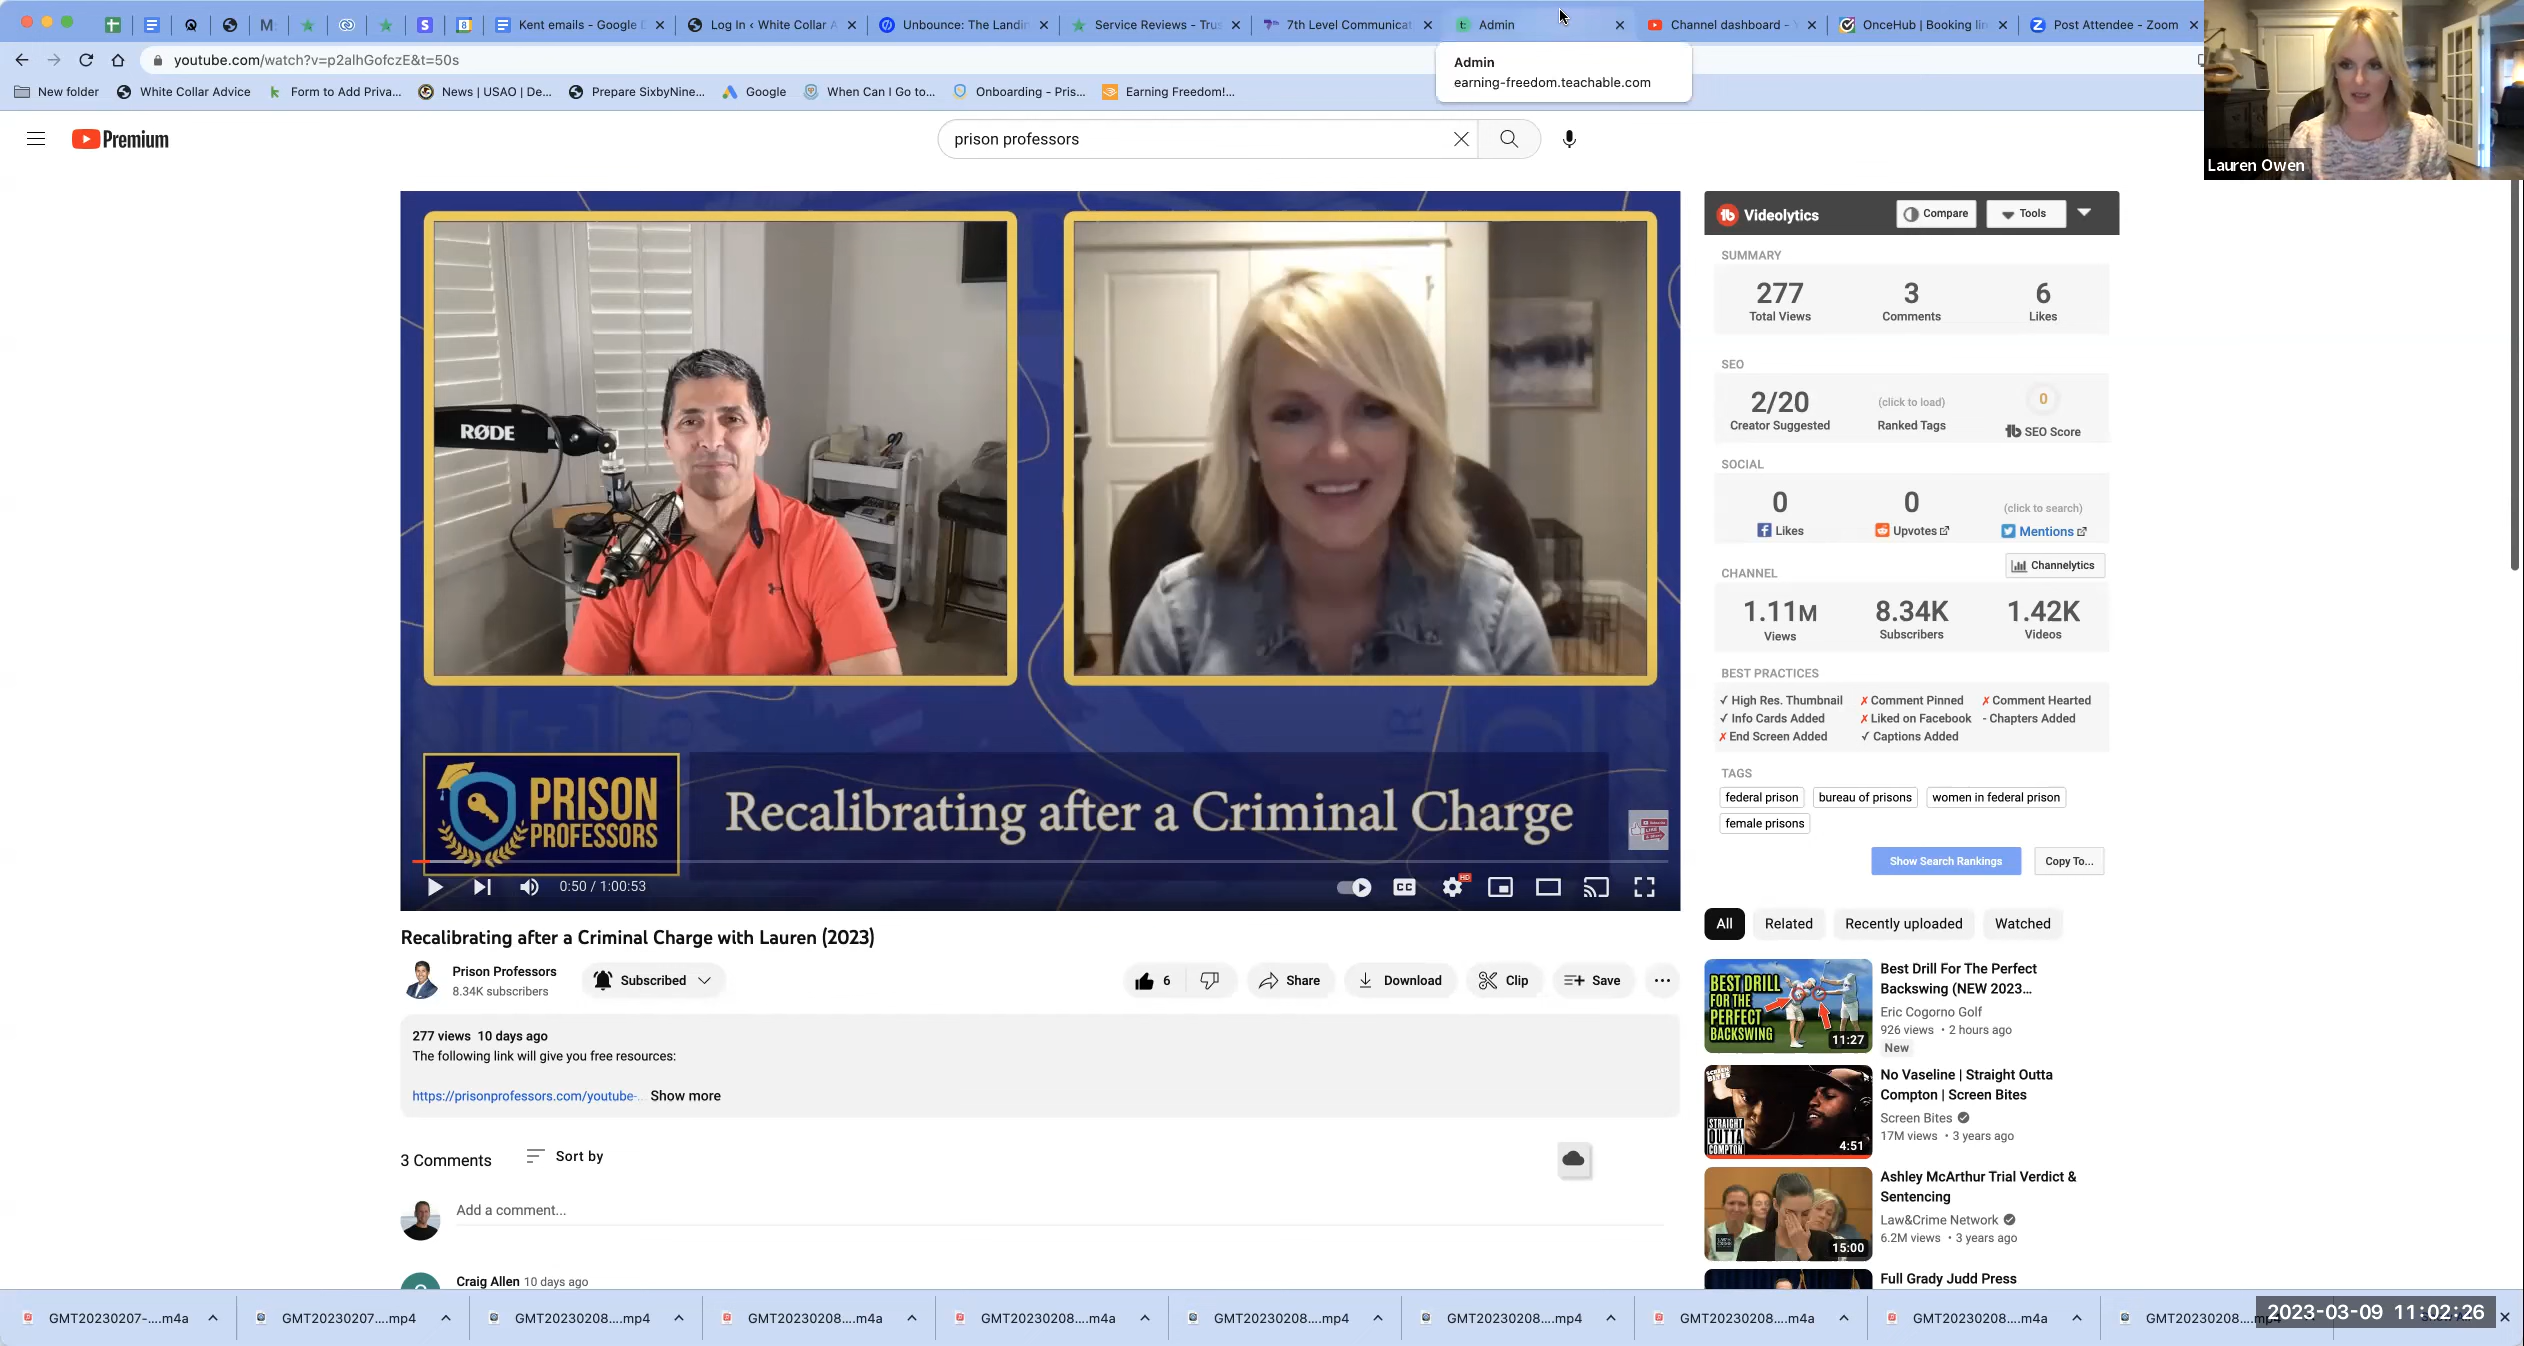 Kent emails - Google
Log In ‹ White Collar A
Unbounce: The Landin
Service Reviews - Trus
7th Level Communicat
Admin
Channel dashboard -
OnceHub | Booking lin
Post Attendee - Zoom
youtube.com/watch?v=p2alhGofczE&t=50s
Admin
earning-freedom.teachable.com
New folder
White Collar Advice
Form to Add Priva...
News | USAO | De...
Prepare SixbyNine...
Google
When Can I Go to...
Onboarding - Pris...
Earning Freedom!...
Lauren Owen
Premium
prison professors
RØDE
PRISON
PROFESSORS
Recalibrating after a Criminal Charge
0:50 / 1:00:53
CC
HD
Recalibrating after a Criminal Charge with Lauren (2023)
Prison Professors
8.34K subscribers
Subscribed
6
Share
Download
Clip
Save
277 views 10 days ago
The following link will give you free resources:
https://prisonprofessors.com/youtube-... Show more
3 Comments
Sort by
Add a comment...
Craig Allen 10 days ago
Videolytics
Compare
Tools
SUMMARY
277 3 6
Total Views Comments Likes
SEO
2/20 (click to load) 0
Creator Suggested Ranked Tags SEO Score
SOCIAL
0 0 (click to search)
Likes Upvotes Mentions
CHANNEL
Channelytics
1.11M 8.34K 1.42K
Views Subscribers Videos
BEST PRACTICES
✓ High Res. Thumbnail ✗ Comment Pinned ✗ Comment Hearted
✓ Info Cards Added ✗ Liked on Facebook - Chapters Added
✗ End Screen Added ✓ Captions Added
TAGS
federal prison bureau of prisons women in federal prison
female prisons
Show Search Rankings
Copy To...
All Related Recently uploaded Watched
BEST DRILL
FOR THE
PERFECT
BACKSWING
11:27
Best Drill For The Perfect
Backswing (NEW 2023...
Eric Cogorno Golf
926 views • 2 hours ago
New
SCREEN
BITES
STRAIGHT
OUTTA
COMPTON
4:51
No Vaseline | Straight Outta
Compton | Screen Bites
Screen Bites
17M views • 3 years ago
15:00
Ashley McArthur Trial Verdict &
Sentencing
Law&Crime Network
6.2M views • 3 years ago
Full Grady Judd Press
GMT20230207-....m4a
GMT20230207....mp4
GMT20230208....mp4
GMT20230208....m4a
GMT20230208....m4a
GMT20230208....mp4
GMT20230208....mp4
GMT20230208....m4a
GMT20230208....m4a
GMT20230208....mp4
2023-03-09 11:02:26